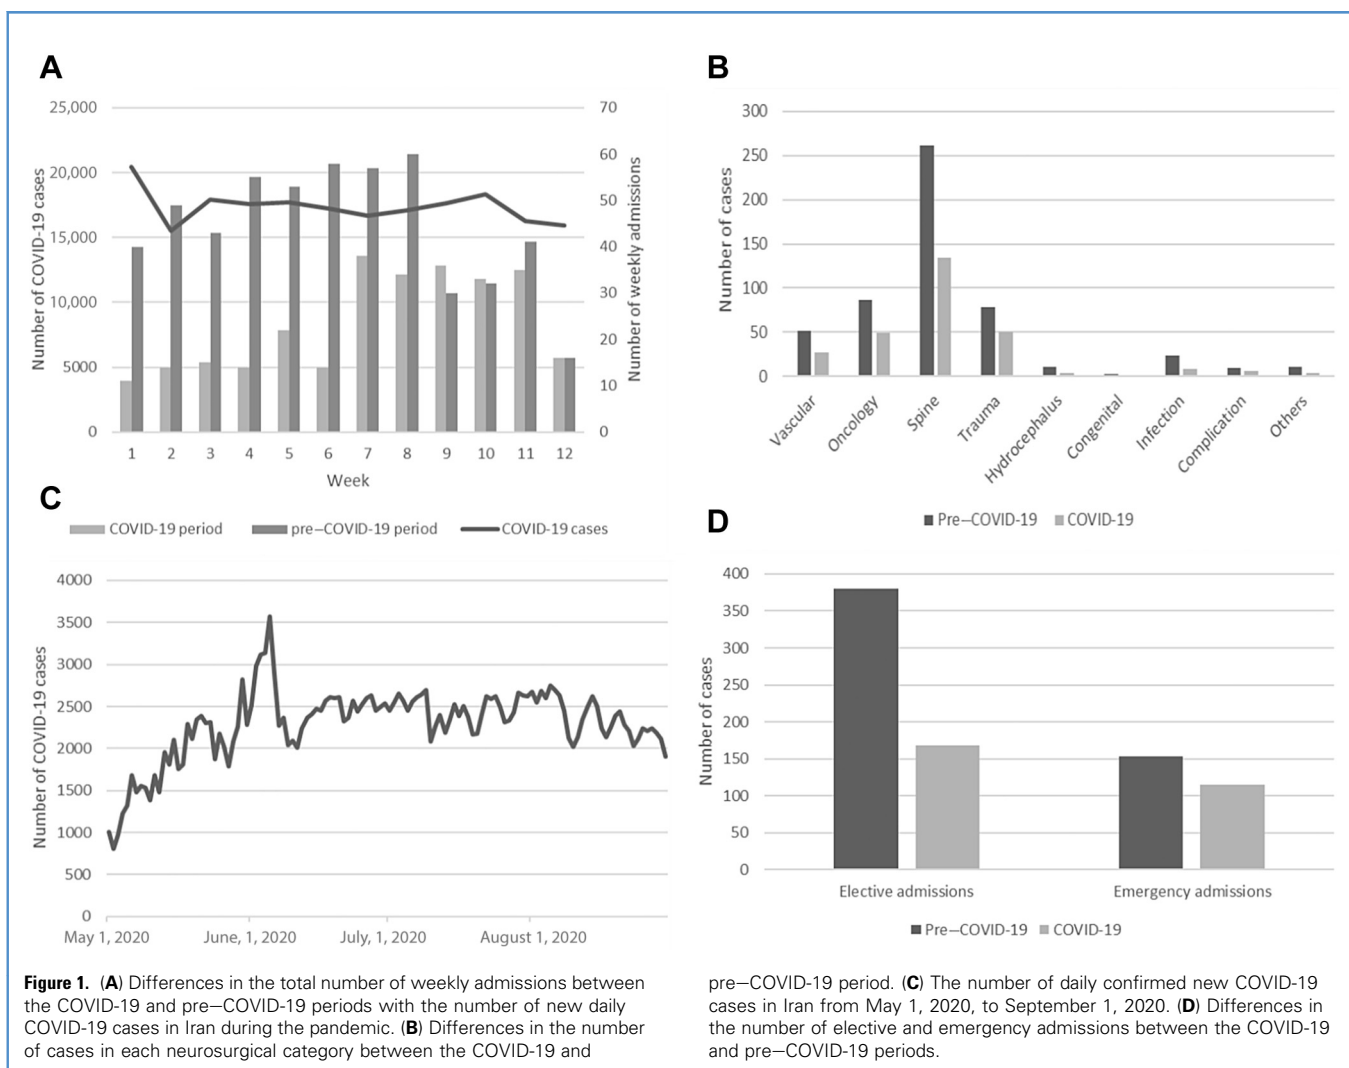 A
25,000
20,000
15,000
10,000
5000
0
70
60
50
40
30
20
10
0
Number of COVID-19 cases
Number of weekly admissions
1 2 3 4 5 6 7 8 9 10 11 12
Week
COVID-19 period pre–COVID-19 period COVID-19 cases
B
300
250
200
150
100
50
0
Number of cases
Vascular
Oncology
Spine
Trauma
Hydrocephalus
Congenital
Infection
Complication
Others
Pre–COVID-19 COVID-19
C
4000
3500
3000
2500
2000
1500
1000
500
0
Number of COVID-19 cases
May 1, 2020 June, 1, 2020 July, 1, 2020 August 1, 2020
D
400
350
300
250
200
150
100
50
0
Number of cases
Elective admissions Emergency admissions
Pre–COVID-19 COVID-19
Figure 1. (A) Differences in the total number of weekly admissions between
the COVID-19 and pre–COVID-19 periods with the number of new daily
COVID-19 cases in Iran during the pandemic. (B) Differences in the number
of cases in each neurosurgical category between the COVID-19 and
pre–COVID-19 period. (C) The number of daily confirmed new COVID-19
cases in Iran from May 1, 2020, to September 1, 2020. (D) Differences in
the number of elective and emergency admissions between the COVID-19
and pre–COVID-19 periods.